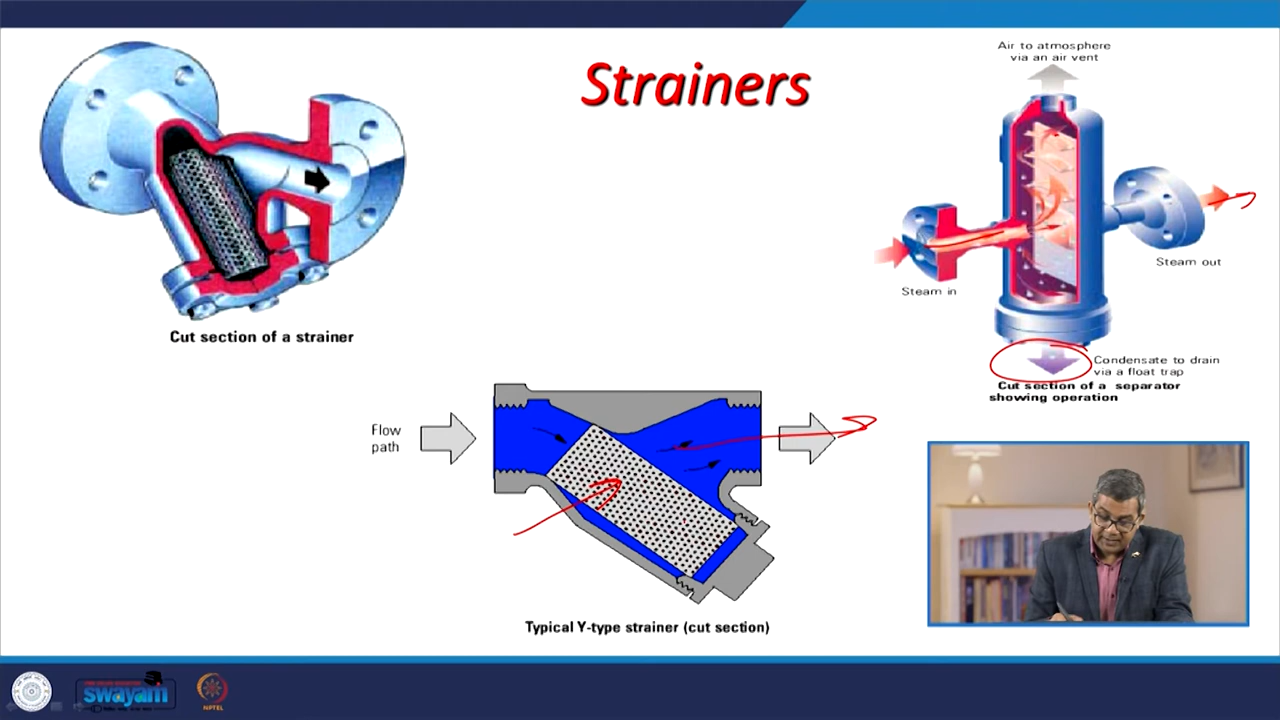 Strainers
Air to atmosphere
via an air vent
Steam in
Steam out
Condensate to drain
via a float trap
Cut section of a separator
showing operation
Cut section of a strainer
Flow
path
Typical Y-type strainer (cut section)
swayam
NPTEL